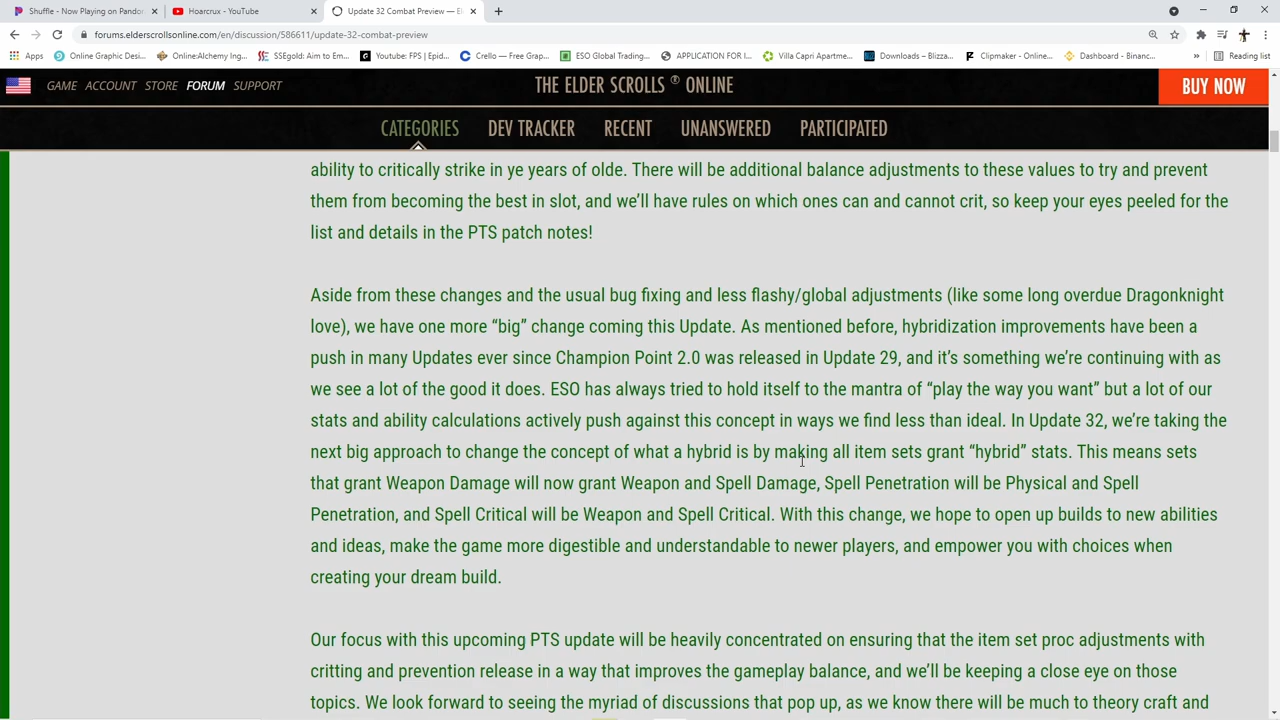 Shuffle - Now Playing on Pandor
Hoarcrux - YouTube
Update 32 Combat Preview — El
forums.elderscrollsonline.com/en/discussion/586611/update-32-combat-preview
Apps
Online Graphic Desi...
Online:Alchemy Ing...
SSEgold: Aim to Em...
Youtube: FPS | Epid...
Crello — Free Grap...
ESO Global Trading...
APPLICATION FOR I...
Villa Capri Apartme...
Downloads – Blizza...
Clipmaker - Online...
Dashboard - Binanc...
»
Reading list
GAME ACCOUNT STORE FORUM SUPPORT
THE ELDER SCROLLS ® ONLINE
BUY NOW
CATEGORIES DEV TRACKER RECENT UNANSWERED PARTICIPATED
ability to critically strike in ye years of olde. There will be additional balance adjustments to these values to try and prevent
them from becoming the best in slot, and we’ll have rules on which ones can and cannot crit, so keep your eyes peeled for the
list and details in the PTS patch notes!
Aside from these changes and the usual bug fixing and less flashy/global adjustments (like some long overdue Dragonknight
love), we have one more “big” change coming this Update. As mentioned before, hybridization improvements have been a
push in many Updates ever since Champion Point 2.0 was released in Update 29, and it’s something we’re continuing with as
we see a lot of the good it does. ESO has always tried to hold itself to the mantra of “play the way you want” but a lot of our
stats and ability calculations actively push against this concept in ways we find less than ideal. In Update 32, we’re taking the
next big approach to change the concept of what a hybrid is by making all item sets grant “hybrid” stats. This means sets
that grant Weapon Damage will now grant Weapon and Spell Damage, Spell Penetration will be Physical and Spell
Penetration, and Spell Critical will be Weapon and Spell Critical. With this change, we hope to open up builds to new abilities
and ideas, make the game more digestible and understandable to newer players, and empower you with choices when
creating your dream build.
Our focus with this upcoming PTS update will be heavily concentrated on ensuring that the item set proc adjustments with
critting and prevention release in a way that improves the gameplay balance, and we’ll be keeping a close eye on those
topics. We look forward to seeing the myriad of discussions that pop up, as we know there will be much to theory craft and